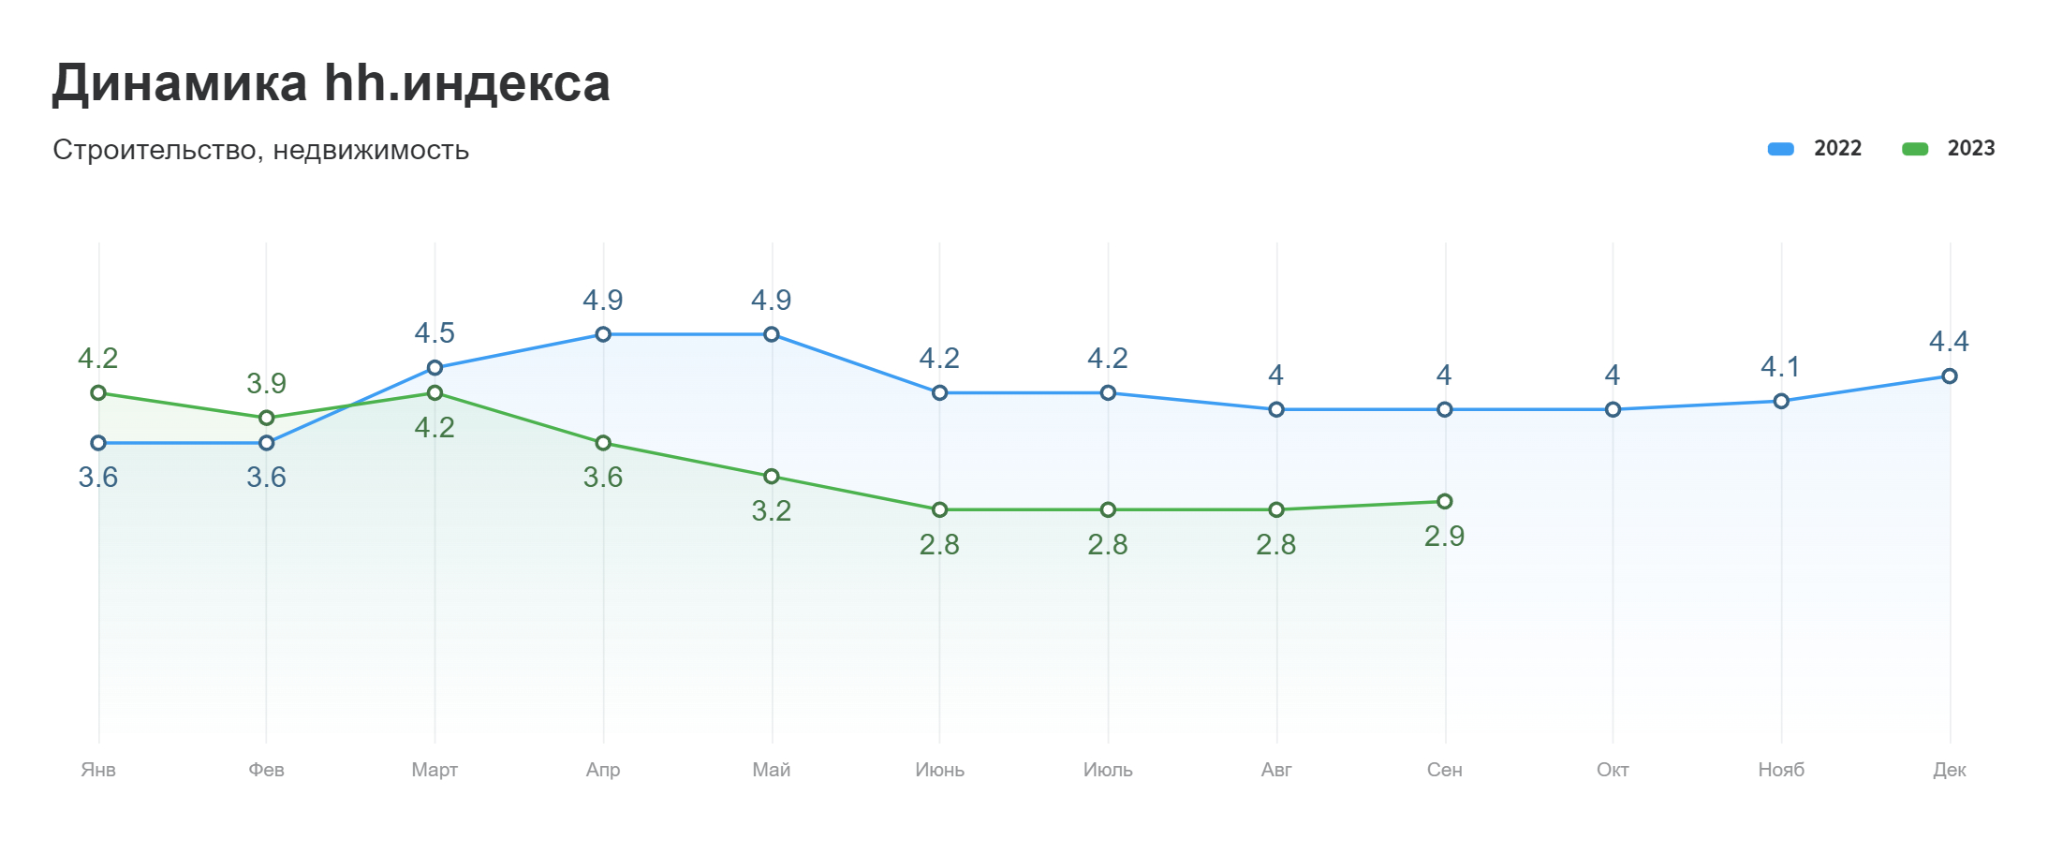 Динамика hh.индекса
Строительство, недвижимость
2022 2023
4.9 4.9
4.5
4.4
4.2 4.2 4.2
4.1
3.9
4 4 4
4.2
3.6 3.6 3.6
3.2
2.8 2.8 2.8 2.9
Янв Фев Март Апр Май Июнь Июль Авг Сен Окт Нояб Дек